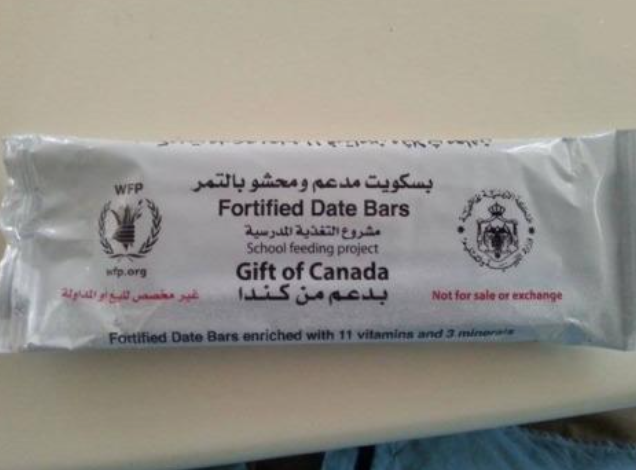 WFP
wfp.org
بسكويت مدعم ومحشو بالتمر
Fortified Date Bars
مشروع التغذية المدرسية
School feeding project
Gift of Canada
بدعم من كندا
غير مخصص للبيع او المداولة
Not for sale or exchange
Fortified Date Bars enriched with 11 vitamins and 3 minerals